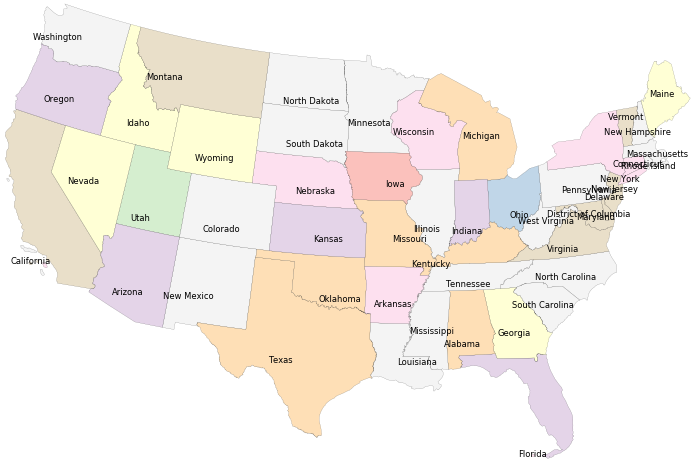 Washington
Montana
Maine
Oregon
Idaho
North Dakota
Minnesota
Wisconsin
Michigan
Vermont
New Hampshire
South Dakota
Wyoming
Massachusetts
Connecticut
Rhode Island
Nevada
Nebraska
Iowa
New York
Pennsylvania
New Jersey
Delaware
Utah
Colorado
Kansas
Missouri
Illinois
Indiana
Ohio
West Virginia
District of Columbia
Maryland
Virginia
California
Arizona
New Mexico
Oklahoma
Arkansas
Kentucky
Tennessee
North Carolina
South Carolina
Texas
Louisiana
Mississippi
Alabama
Georgia
Florida